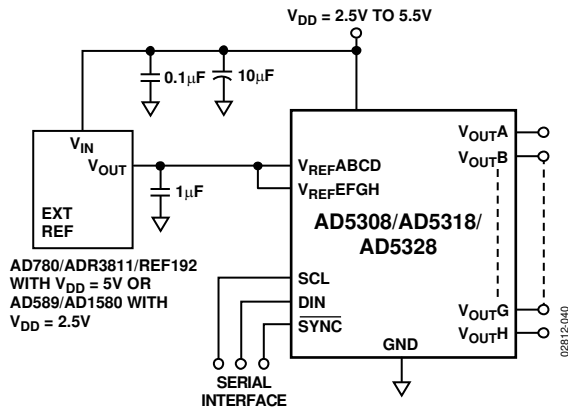 VDD = 2.5V TO 5.5V
0.1μF
10μF
VIN
VOUT
1μF
EXT
REF
AD780/ADR3811/REF192
WITH VDD = 5V OR
AD589/AD1580 WITH
VDD = 2.5V
VREFABCD
VREFEFGH
AD5308/AD5318/
AD5328
SCL
DIN
SYNC
GND
VOUTA
VOUTB
VOUTG
VOUTH
SERIAL
INTERFACE
02812-040